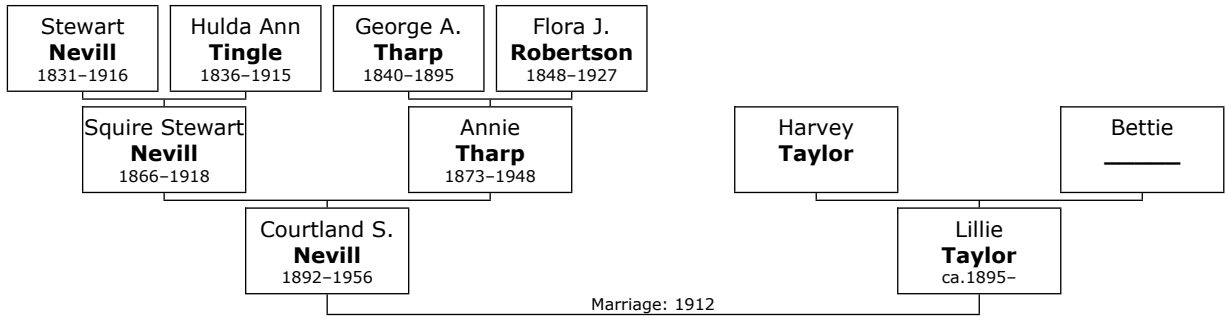 Stewart
Nevill
1831–1916
Hulda Ann
Tingle
1836–1915
George A.
Tharp
1840–1895
Flora J.
Robertson
1848–1927
Squire Stewart
Nevill
1866–1918
Annie
Tharp
1873–1948
Harvey
Taylor
Bettie
_______
Courtland S.
Nevill
1892–1956
Lillie
Taylor
ca.1895–
Marriage: 1912